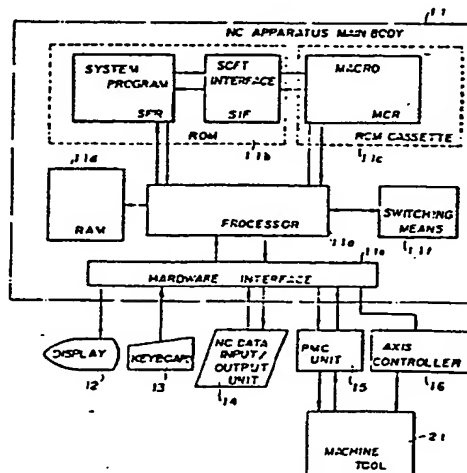 11
NC APPARATUS MAIN BODY
SYSTEM PROGRAM
SPR
SOFT INTERFACE
SIF
MACRO
MCR
ROM
ROM CASSETTE
11d
11b
11c
RAM
PROCESSOR
SWITCHING MEANS
11a
11f
11e
HARDWARE INTERFACE
DISPLAY
KEYBOARD
NC DATA INPUT/OUTPUT UNIT
PMC UNIT
AXIS CONTROLLER
12
13
14
15
16
21
MACHINE TOOL